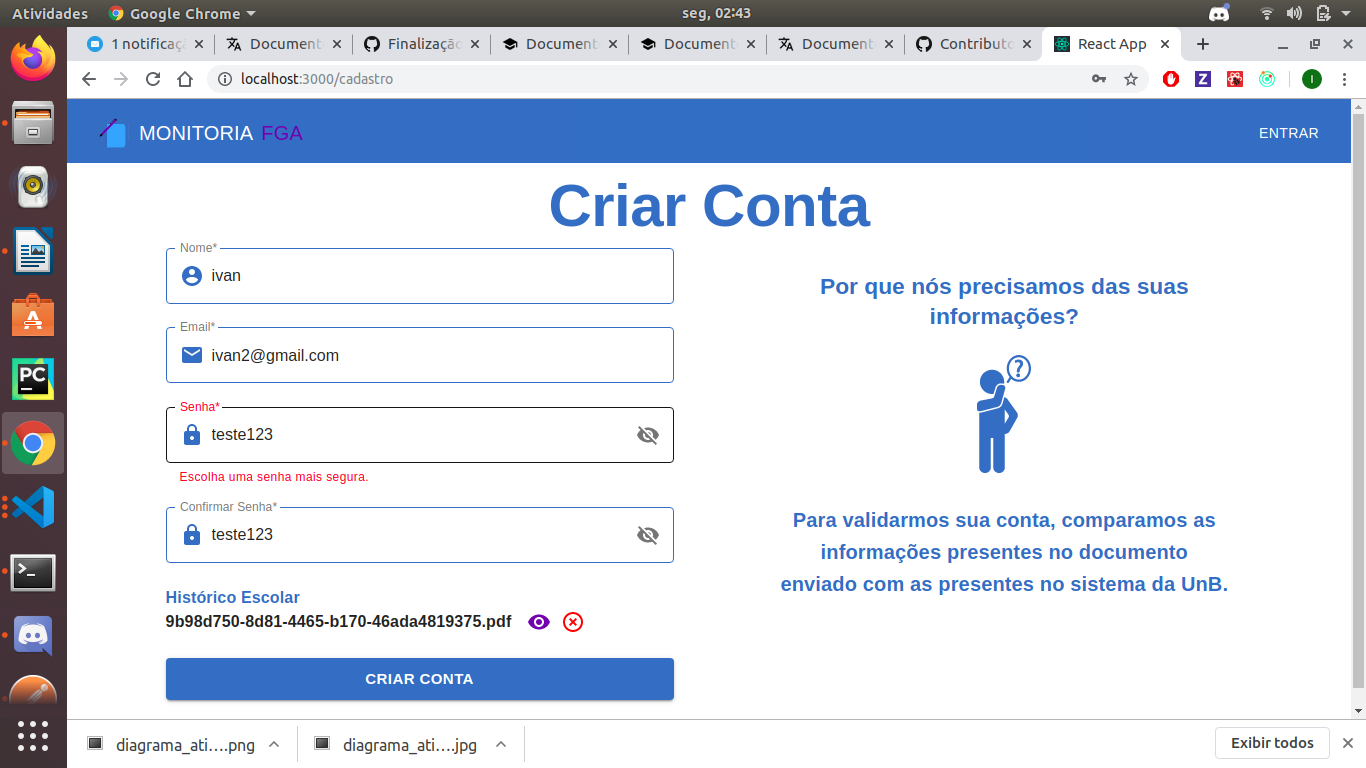 Atividades
Google Chrome
seg, 02:43
1 notificaç
Documento
Finalização
Document
Document
Document
Contributo
React App
localhost:3000/cadastro
I
MONITORIA FGA
ENTRAR
Criar Conta
Nome*
ivan
Email*
ivan2@gmail.com
Senha*
teste123
Escolha uma senha mais segura.
Confirmar Senha*
teste123
Histórico Escolar
9b98d750-8d81-4465-b170-46ada4819375.pdf
CRIAR CONTA
Por que nós precisamos das suas
informações?
?
Para validarmos sua conta, comparamos as
informações presentes no documento
enviado com as presentes no sistema da UnB.
PC
diagrama_ati....png
diagrama_ati....jpg
Exibir todos